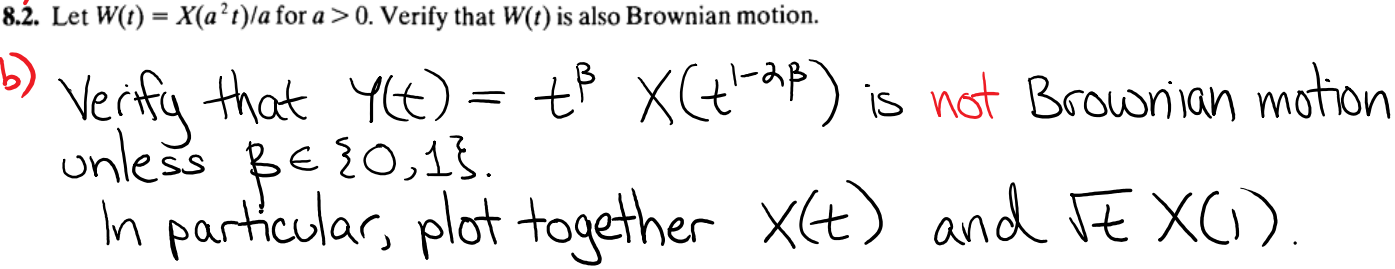 8.2. Let W(t) = X(a²t)/a for a > 0. Verify that W(t) is also Brownian motion.
b) Verify that Y(t) = t^β X(t^{1-2β}) is not Brownian motion
unless β ∈ {0,1}.
In particular, plot together X(t) and √t X(1).